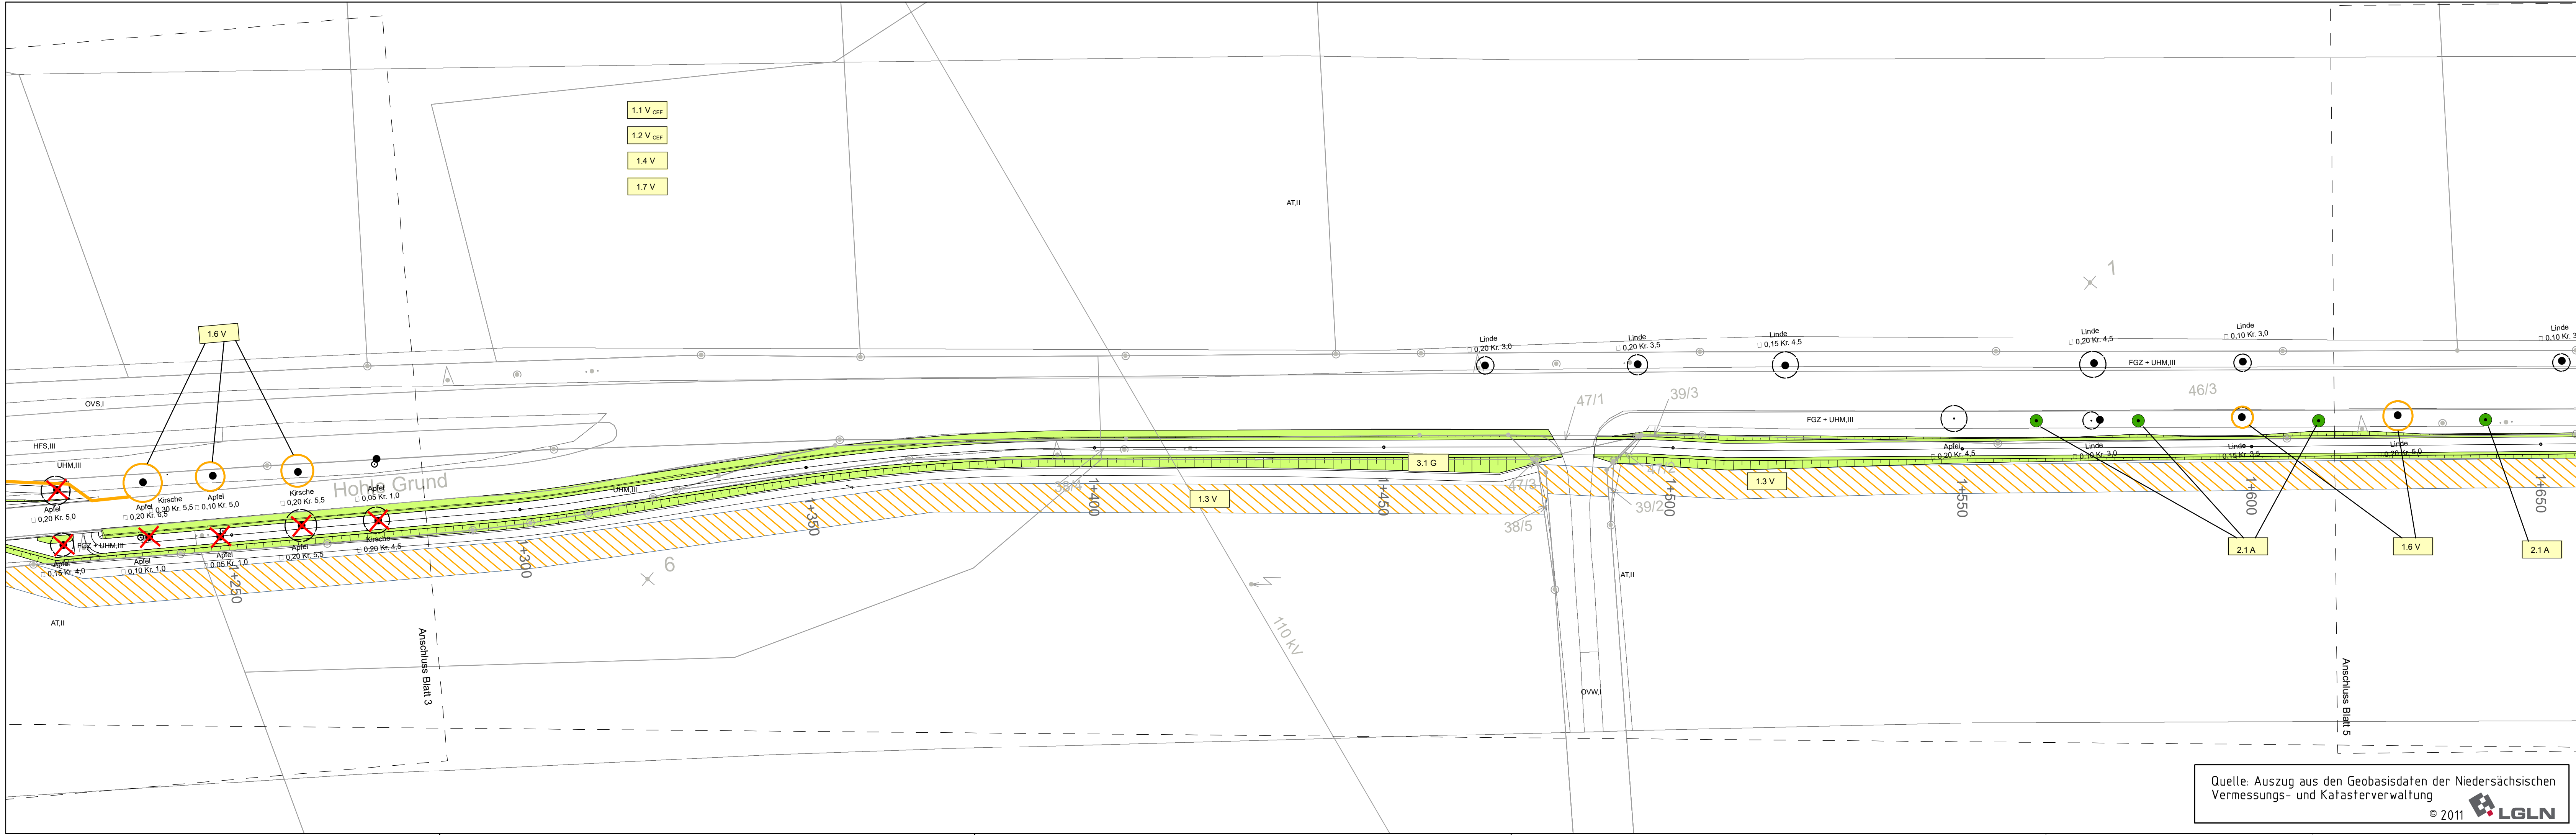 1.1 V CEF
1.2 V CEF
1.4 V
1.7 V
AT,II
1
1.6 V
Linde
□ 0,20 Kr. 3,0
Linde
□ 0,20 Kr. 3,5
Linde
□ 0,15 Kr. 4,5
Linde
□ 0,20 Kr. 4,5
Linde
□ 0,10 Kr. 3,0
Linde
□ 0,10 Kr. 3
FGZ + UHM,III
46/3
OVS,I
47/1
39/3
FGZ + UHM,III
HFS,III
UHM,III
Hohe Grund
UHM,III
Apfel
□ 0,20 Kr. 5,0
Apfel
□ 0,20 Kr. 6,5
Kirsche
0,30 Kr. 5,5
Apfel
□ 0,10 Kr. 5,0
Kirsche
□ 0,20 Kr. 5,5
Apfel
□ 0,05 Kr. 1,0
3.1 G
Apfel
□ 0,20 Kr. 4,5
Linde
□ 0,10 Kr. 3,0
Linde
□ 0,15 Kr. 3,5
Linde
□ 0,20 Kr. 5,0
38/4
47/3
47/2
39/2
38/5
1.3 V
1.3 V
FGZ + UHM,III
Apfel
□ 0,15 Kr. 4,0
Apfel
□ 0,10 Kr. 1,0
Apfel
□ 0,05 Kr. 1,0
Apfel
□ 0,20 Kr. 5,5
Kirsche
□ 0,20 Kr. 4,5
1+250
1+300
1+350
1+400
1+450
1+500
1+550
1+600
1+650
2.1 A
1.6 V
2.1 A
6
AT,II
AT,II
110 kV
OVW,I
Anschluss Blatt 3
Anschluss Blatt 5
Quelle: Auszug aus den Geobasisdaten der Niedersächsischen
Vermessungs- und Katasterverwaltung
© 2011 LGLN